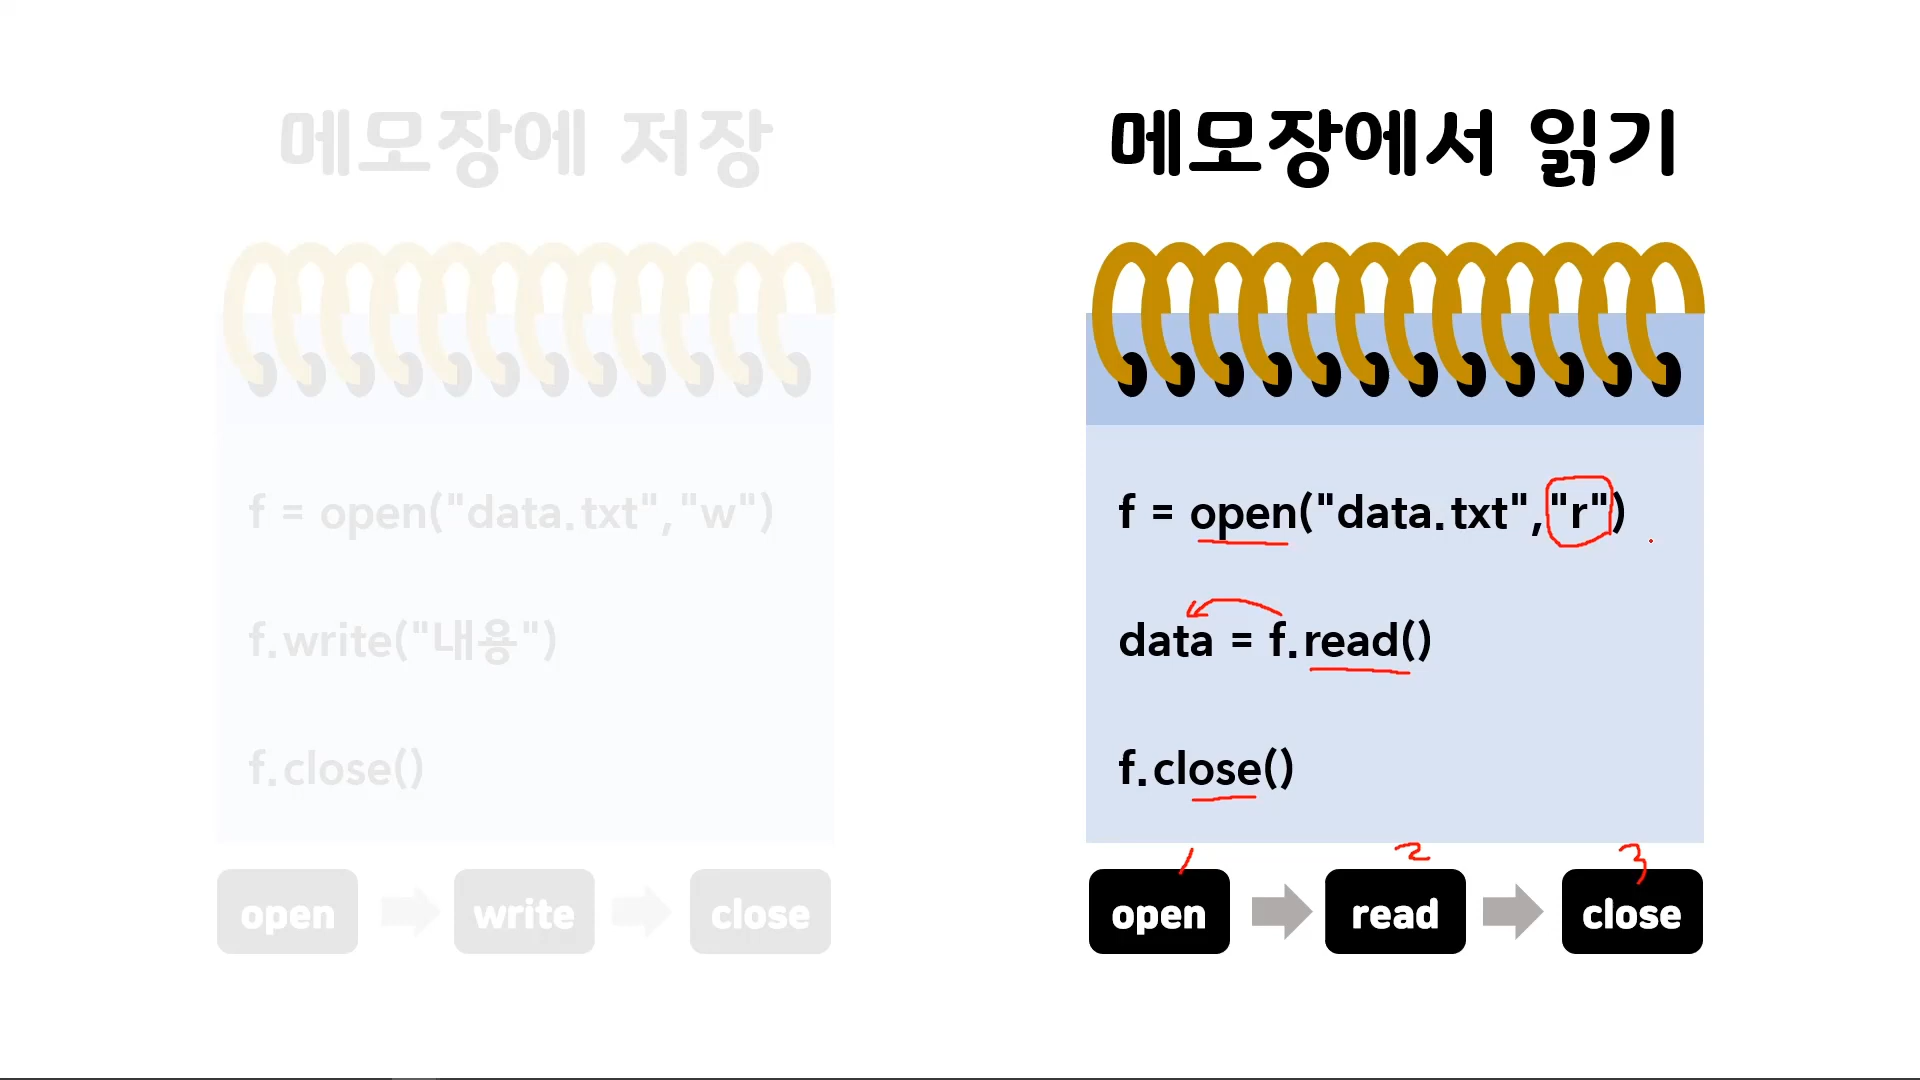 메모장에 저장
f = open("data.txt","w")
f.write("내용")
f.close()
open
write
close
메모장에서 읽기
f = open("data.txt","r")
data = f.read()
f.close()
1
2
3
open
read
close